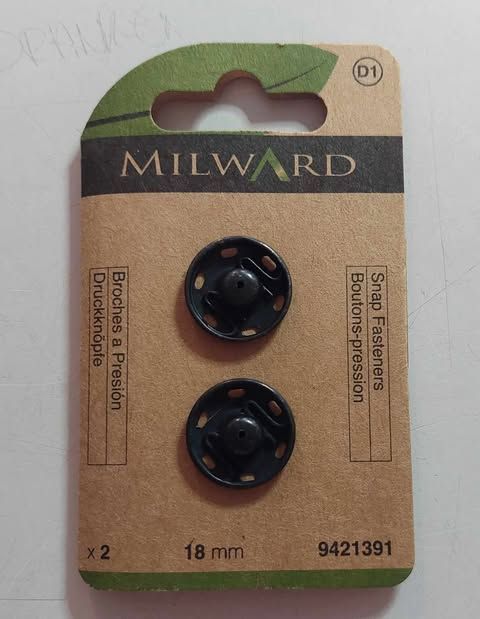 D1
MILWARD
Snap Fasteners
Boutons-pression
Broches a Presión
Druckknöpfe
x 2
18 mm
9421391